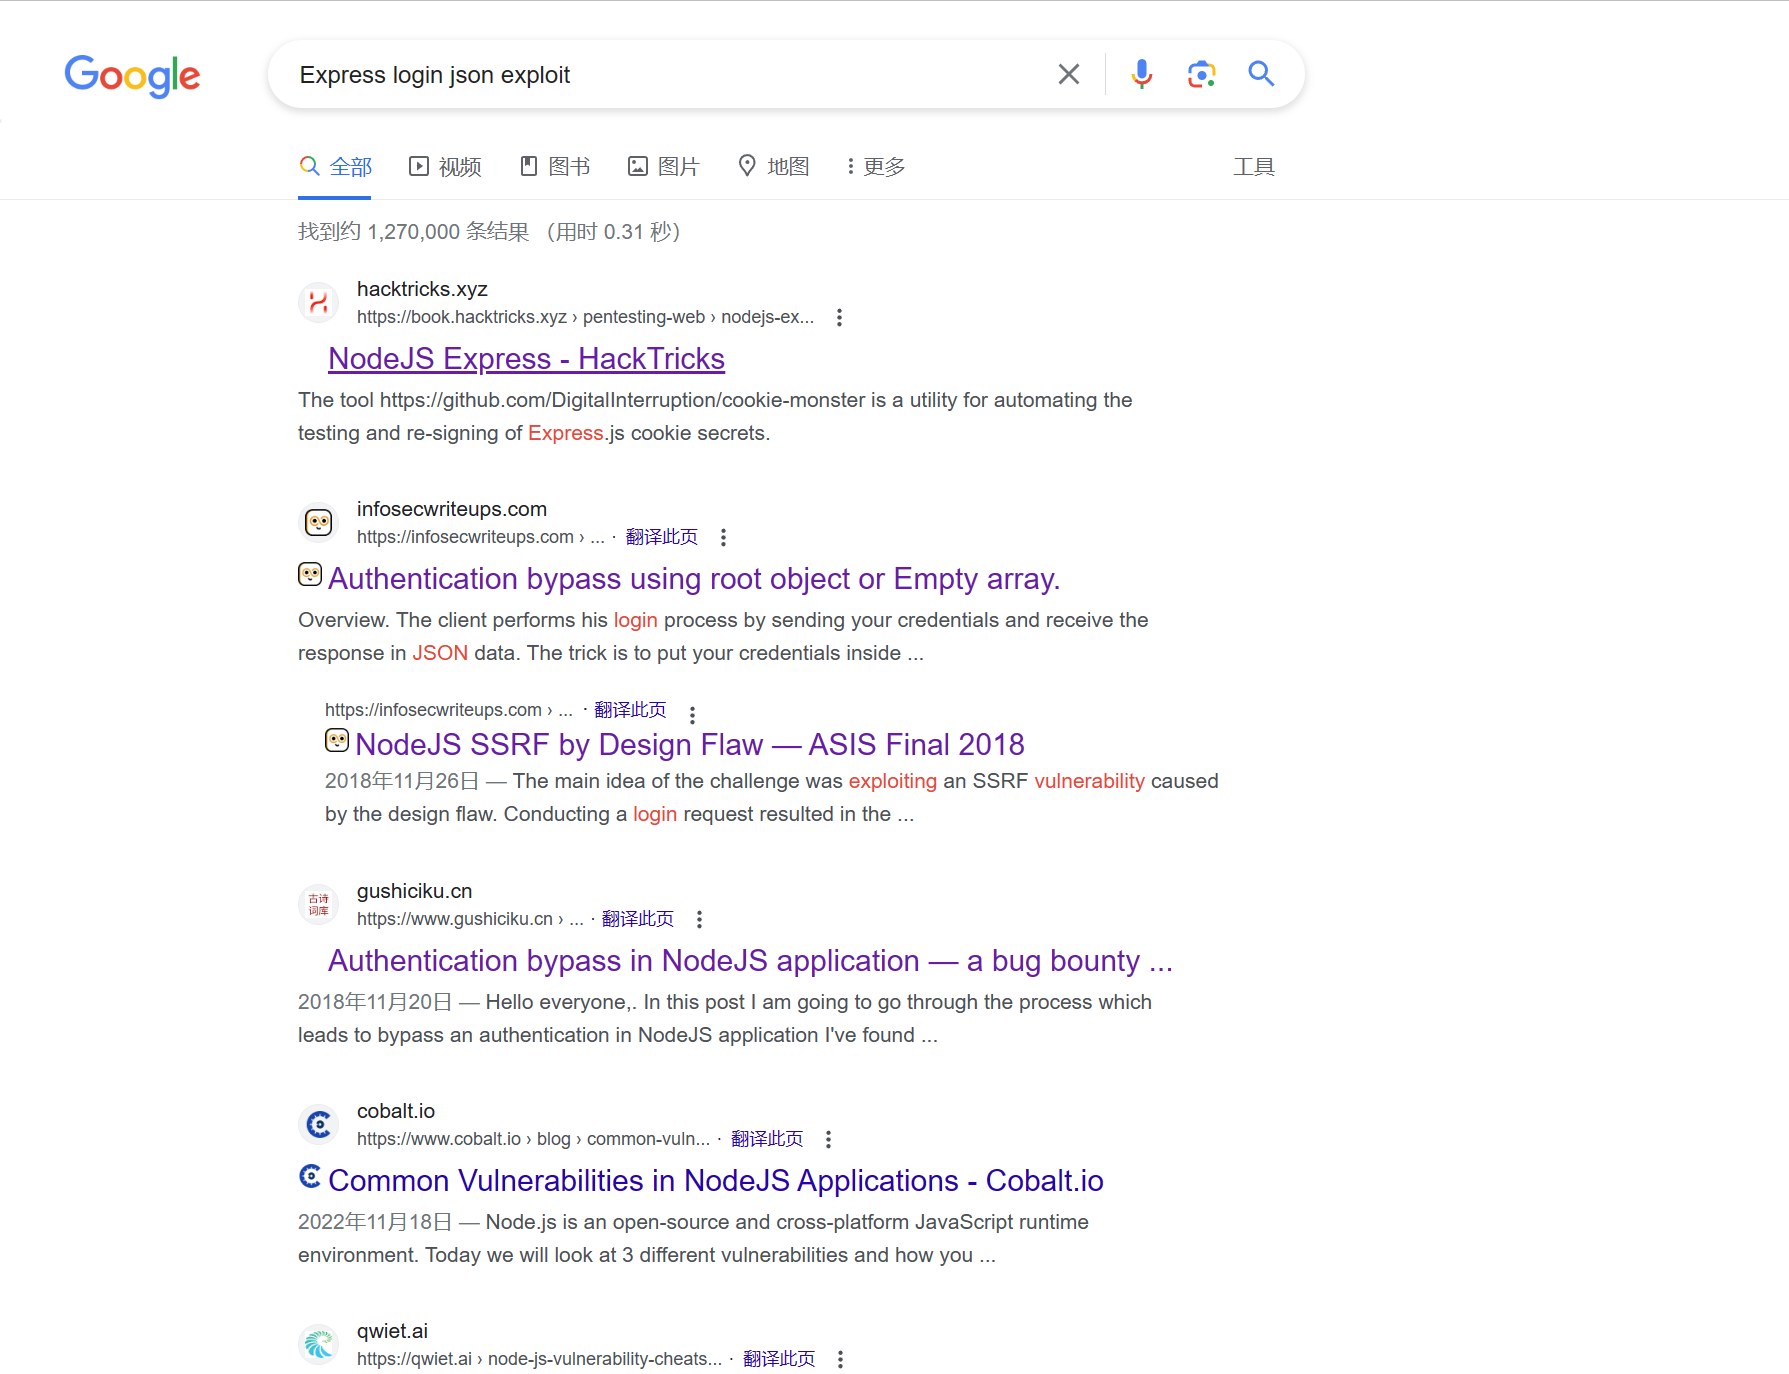 Google
Express login json exploit
全部 视频 图书 图片 地图 更多 工具
找到约 1,270,000 条结果 （用时 0.31 秒）
hacktricks.xyz
https://book.hacktricks.xyz › pentesting-web › nodejs-ex...
NodeJS Express - HackTricks
The tool https://github.com/DigitalInterruption/cookie-monster is a utility for automating the
testing and re-signing of Express.js cookie secrets.
infosecwriteups.com
https://infosecwriteups.com › ... · 翻译此页
Authentication bypass using root object or Empty array.
Overview. The client performs his login process by sending your credentials and receive the
response in JSON data. The trick is to put your credentials inside ...
https://infosecwriteups.com › ... · 翻译此页
NodeJS SSRF by Design Flaw — ASIS Final 2018
2018年11月26日 — The main idea of the challenge was exploiting an SSRF vulnerability caused
by the design flaw. Conducting a login request resulted in the ...
古诗
词库
gushiciku.cn
https://www.gushiciku.cn › ... · 翻译此页
Authentication bypass in NodeJS application — a bug bounty ...
2018年11月20日 — Hello everyone,. In this post I am going to go through the process which
leads to bypass an authentication in NodeJS application I've found ...
cobalt.io
https://www.cobalt.io › blog › common-vuln... · 翻译此页
Common Vulnerabilities in NodeJS Applications - Cobalt.io
2022年11月18日 — Node.js is an open-source and cross-platform JavaScript runtime
environment. Today we will look at 3 different vulnerabilities and how you ...
qwiet.ai
https://qwiet.ai › node-js-vulnerability-cheats... · 翻译此页